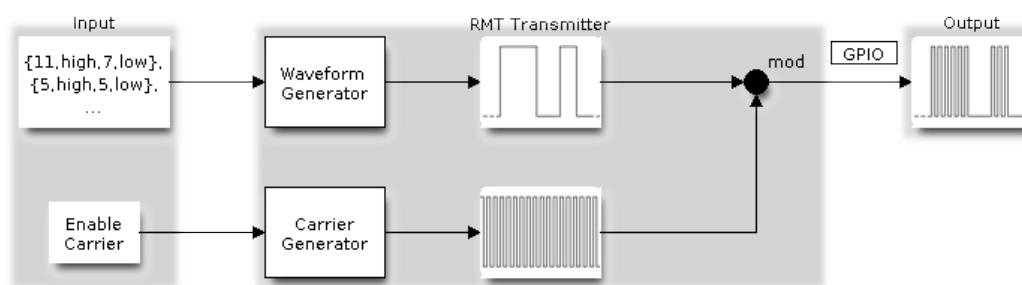 Input
RMT Transmitter
Output
{11,high,7,low},
{5,high,5,low},
...
Waveform
Generator
mod
GPIO
Enable
Carrier
Carrier
Generator